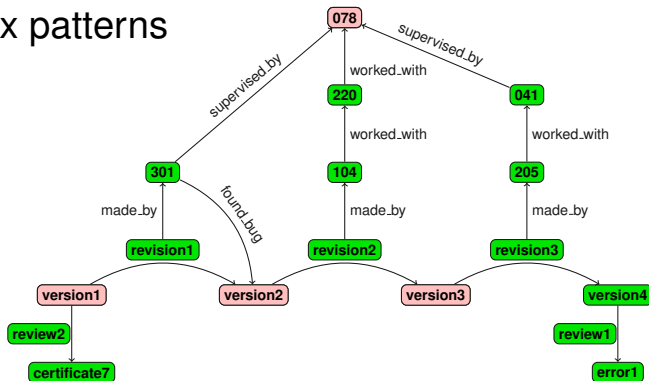 x patterns
078
supervised_by
supervised_by
worked_with
220
041
worked_with
worked_with
301
104
205
found_bug
made_by
made_by
made_by
revision1
revision2
revision3
version1
version2
version3
version4
review2
review1
certificate7
error1